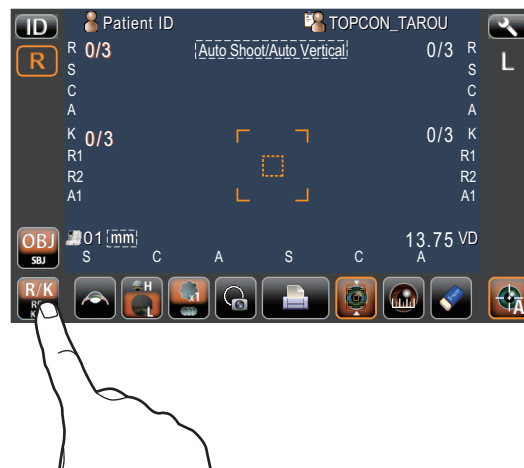 ID Patient ID TOPCON_TAROU
R R 0/3 Auto Shoot/Auto Vertical 0/3 R L
S S
C C
A A
K 0/3 0/3 K
R1 R1
R2 R2
A1 A1
OBJ 01 mm 13.75 VD
SBJ S C A S C A
R/K H x1 A
L